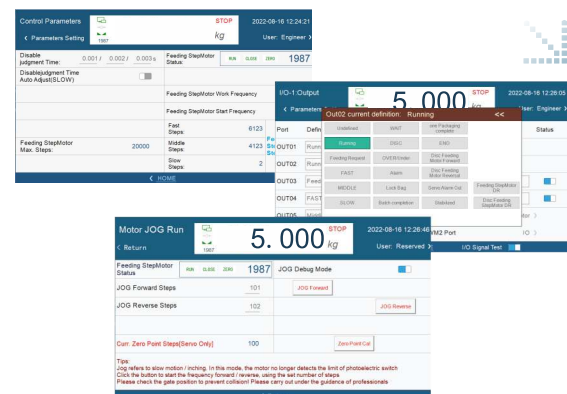 Control Parameters
STOP
2022-08-16 12:24:21
< Parameters Setting
1987
kg
User: Engineer >
Disable
judgment Time:
0.001 / 0.002 / 0.003 s
Feeding StepMotor
Status:
RUN CLOSE ZERO
1987
Disablejudgment Time
Auto Adjust(SLOW)
Feeding StepMotor Work Frequency
Feeding StepMotor Start Frequency
Fast
Steps:
6123
Feeding StepMotor
Max. Steps:
20000
Middle
Steps:
4123
Slow
Steps:
2
< HOME
I/O-1:Output
5.000
STOP
2022-08-16 12:26:05
kg
User: Engineer >
Out02 current definition: Running
<<
Port
Status
Undefined
WAIT
one Packaging
complete
Running
DISC
ENG
Feeding Request
OVER/Under
Disc Feeding
Motor Forward
FAST
Alarm
Disc Feeding
Motor Reversal
MIDDLE
Lock Bag
Servo Alarm Out
Feeding StepMotor
DIR
SLOW
Batch completion
Stabilized
Disc Feeding
StepMotor DIR
OUT01
OUT02
OUT03
OUT04
FAST
OUT05
I/O Signal Test
Motor JOG Run
1987
5.000
STOP
kg
2022-08-16 12:26:46
< Return
User: Reserved >
Feeding StepMotor
Status
RUN CLOSE ZERO
1987
JOG Debug Mode
JOG Forward Steps
101
JOG Forward
JOG Reverse Steps
102
JOG Reverse
Curr. Zero Point Steps[Servo Only]
100
Zero Point Cal
Tips:
Jog refers to slow motion / inching. In this mode, the motor no longer detects the limit of photoelectric switch
Click the button to start the frequency forward / reverse, using the set number of steps
Please check the gate position to prevent collision! Please carry out under the guidance of professionals